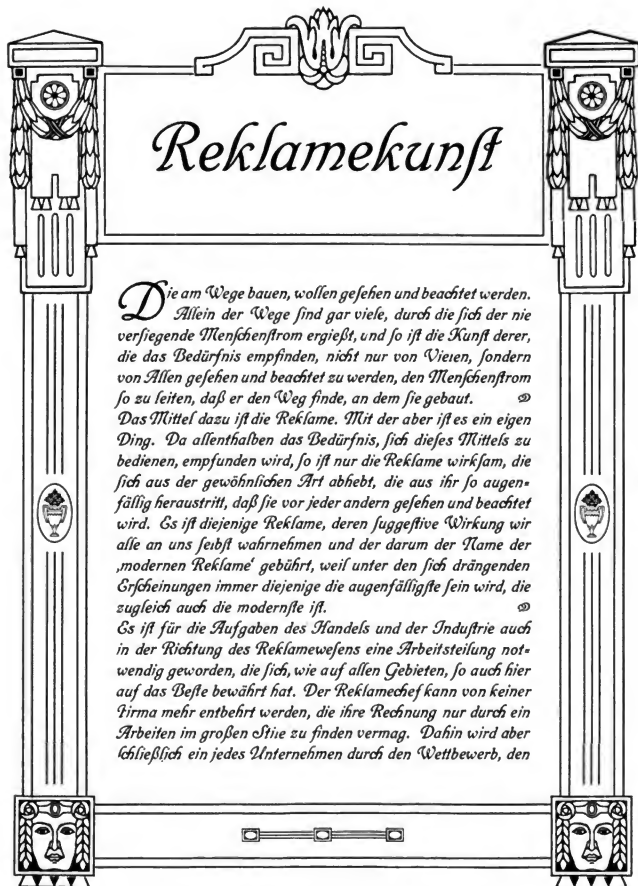 Reklamekunſt
Die am Wege bauen, wollen geſehen und beachtet werden.
Allein der Wege ſind gar viele, durch die ſich der nie
verſiegende Menſchenſtrom ergießt, und ſo iſt die Kunſt derer,
die das Bedürfnis empfinden, nicht nur von Vielen, ſondern
von Allen geſehen und beachtet zu werden, den Menſchenſtrom
ſo zu leiten, daß er den Weg finde, an dem ſie gebaut.
Das Mittel dazu iſt die Reklame. Mit der aber iſt es ein eigen
Ding. Da allenthalben das Bedürfnis, ſich dieſes Mittels zu
bedienen, empfunden wird, ſo iſt nur die Reklame wirkſam, die
ſich aus der gewöhnlichen Art abhebt, die aus ihr ſo augen=
fällig heraustritt, daß ſie vor jeder andern geſehen und beachtet
wird. Es iſt diejenige Reklame, deren ſuggeſtive Wirkung wir
alle an uns ſelbſt wahrnehmen und der darum der Name der
‚modernen Reklame‘ gebührt, weil unter den ſich drängenden
Erſcheinungen immer diejenige die augenfälligſte ſein wird, die
zugleich auch die modernſte iſt.
Es iſt für die Aufgaben des Handels und der Induſtrie auch
in der Richtung des Reklameweſens eine Arbeitsteilung not=
wendig geworden, die ſich, wie auf allen Gebieten, ſo auch hier
auf das Beſte bewährt hat. Der Reklamechef kann von keiner
Firma mehr entbehrt werden, die ihre Rechnung nur durch ein
Arbeiten im großen Stile zu finden vermag. Dahin wird aber
ſchließlich ein jedes Unternehmen durch den Wettbewerb, den